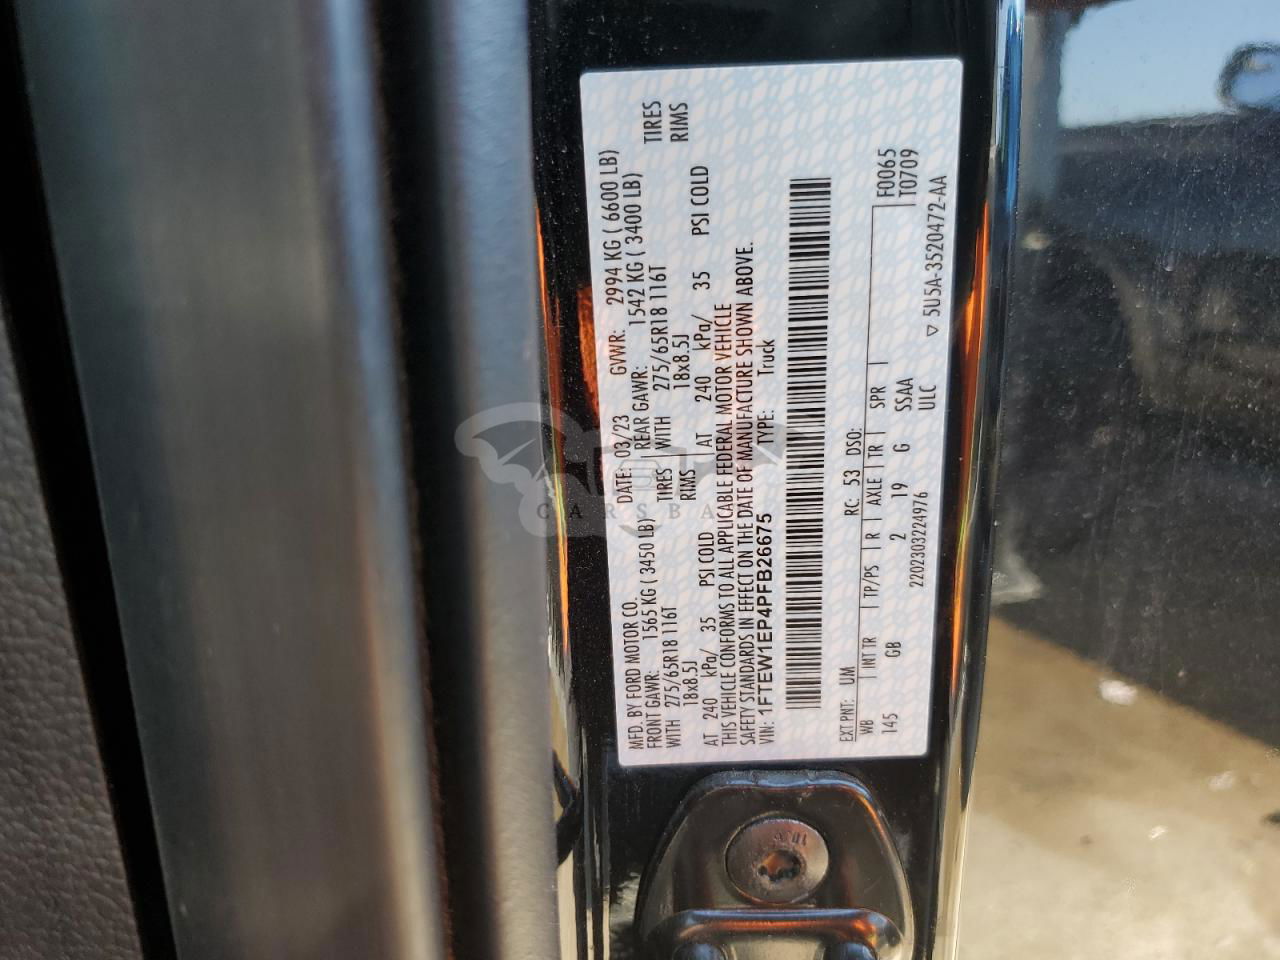 MFD. BY FORD MOTOR CO.
DATE: 03/23
GVWR: 2994 KG ( 6600 LB)
FRONT GAWR: 1565 KG ( 3450 LB)
REAR GAWR: 1542 KG ( 3400 LB)
WITH 275/65R18 116T TIRES
WITH 275/65R18 116T TIRES
18x8.5J RIMS
18x8.5J RIMS
AT 240 kPa/ 35 PSI COLD
AT 240 kPa/ 35 PSI COLD
THIS VEHICLE CONFORMS TO ALL APPLICABLE FEDERAL MOTOR VEHICLE
SAFETY STANDARDS IN EFFECT ON THE DATE OF MANUFACTURE SHOWN ABOVE.
VIN: 1FTEW1EP4PFB26675
TYPE: Truck
EXT PNT: UM RC: 53 DSO: F0065
WB INT TR TP/PS R AXLE TR SPR T0709
145 GB 2 19 G SSAA
2202303224976 ULC ▽ 5U5A-3520472-AA